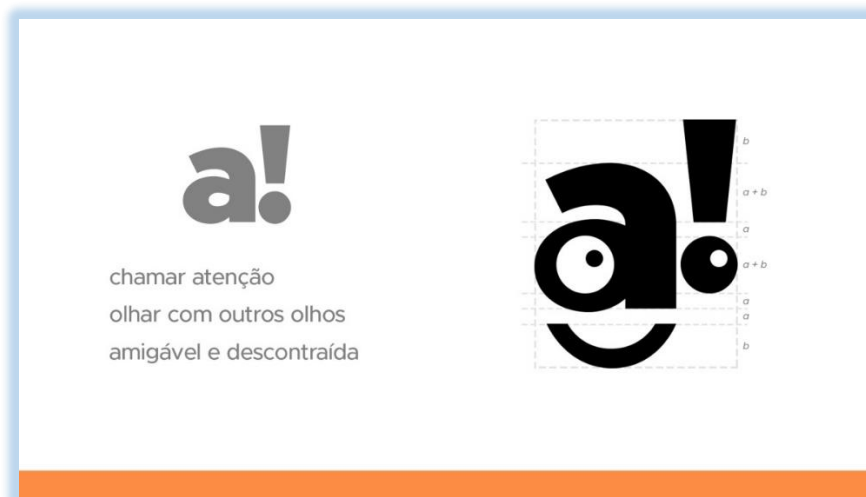 a!
chamar atenção
olhar com outros olhos
amigável e descontraída
a!
b
a + b
a
a + b
a
a
b